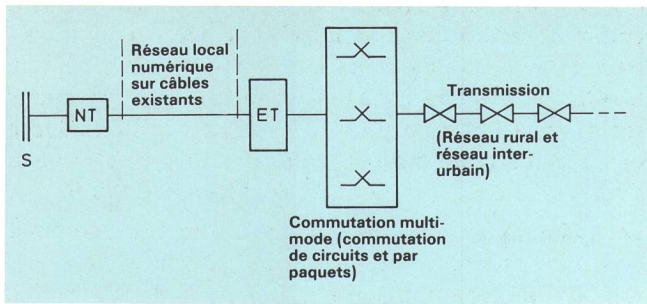 Réseau local
numérique
sur câbles
existants
NT
ET
S
Transmission
(Réseau rural et
réseau inter-
urbain)
Commutation multi-
mode (commutation
de circuits et par
paquets)